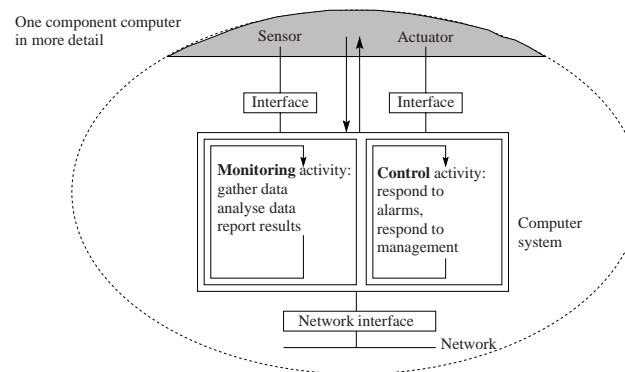 One component computer
in more detail
Sensor
Actuator
Interface
Interface
Monitoring activity:
gather data
analyse data
report results
Control activity:
respond to
alarms,
respond to
management
Computer
system
Network interface
Network